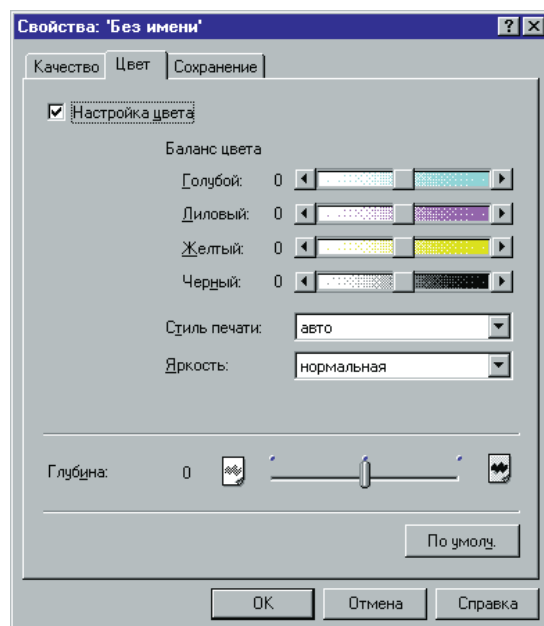 Свойства: 'Без имени'
Качество Цвет Сохранение
Настройка цвета
Баланс цвета
Голубой: 0
Лиловый: 0
Желтый: 0
Черный: 0
Стиль печати: авто
Яркость: нормальная
Глубина: 0
По умолч.
OK Отмена Справка